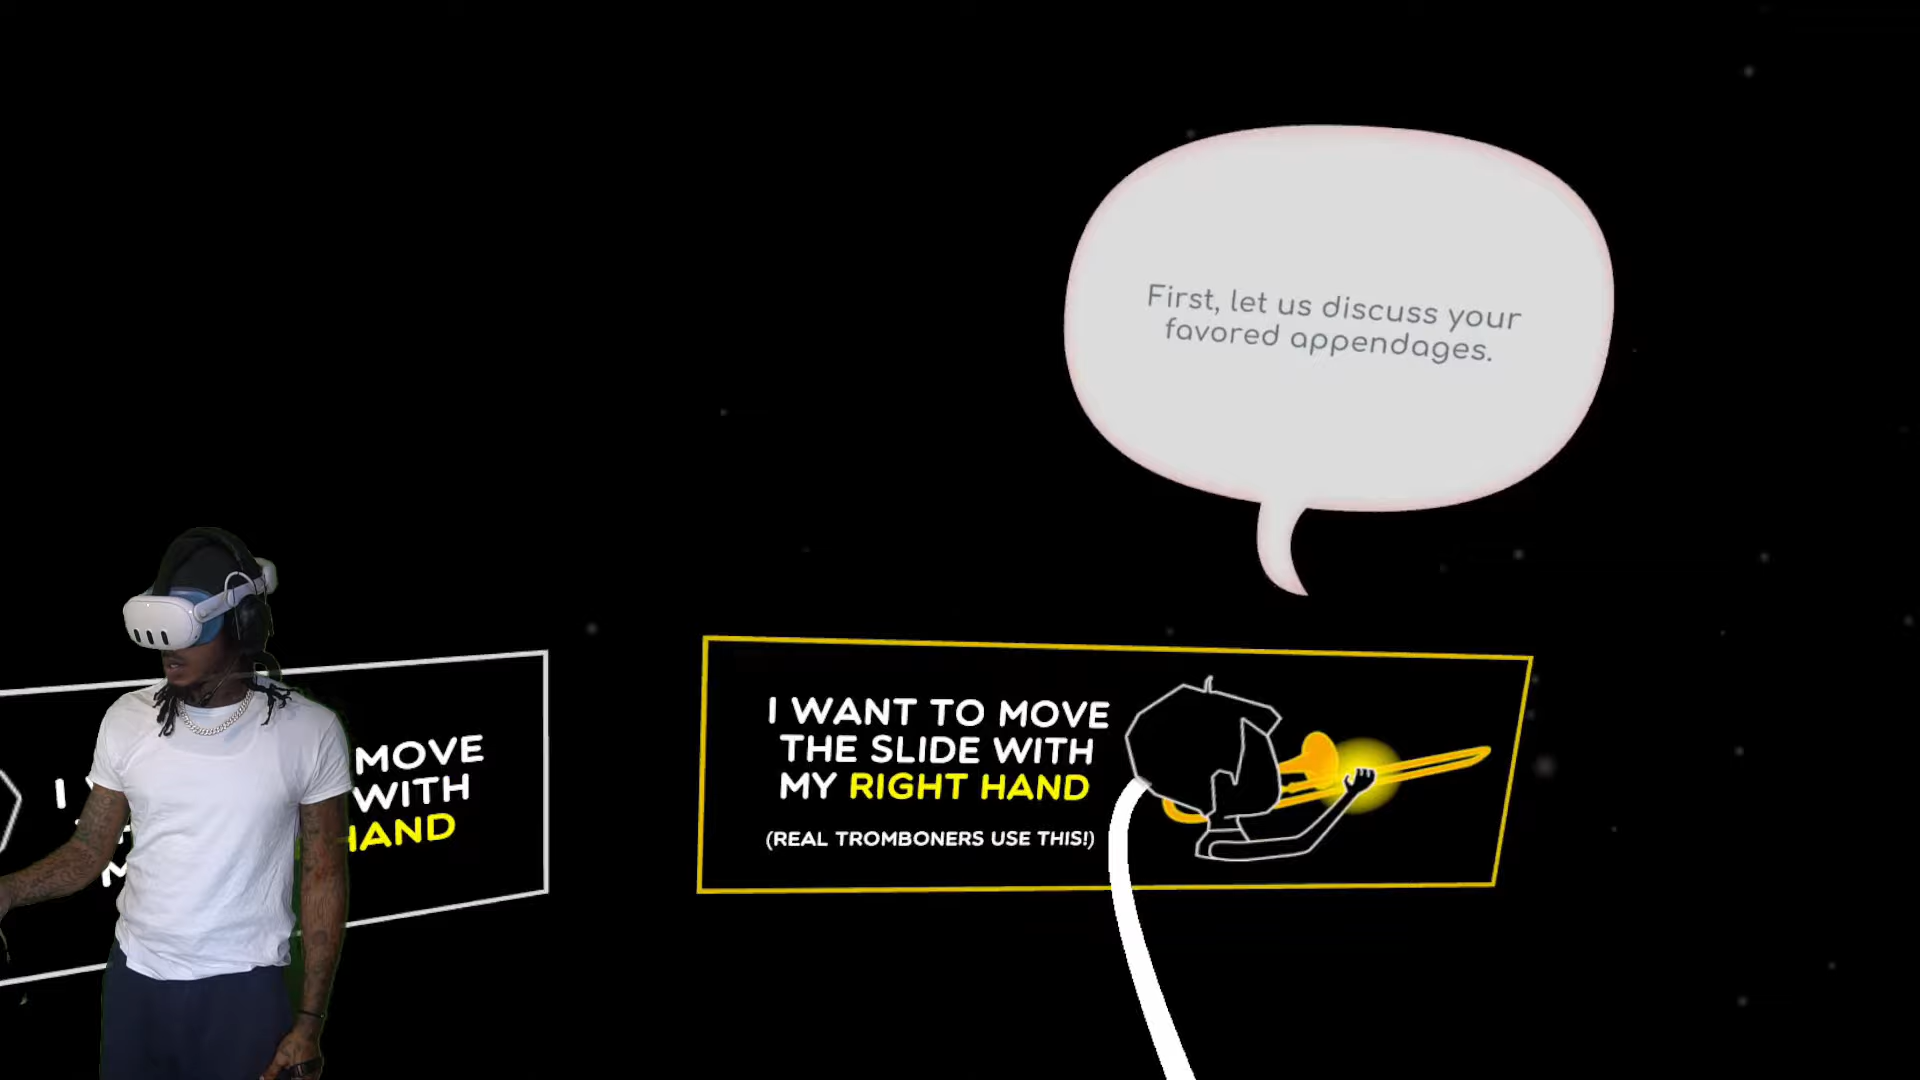 First, let us discuss your
favored appendages.
I
MOVE
WITH
HAND
I WANT TO MOVE
THE SLIDE WITH
MY RIGHT HAND
(REAL TROMBONERS USE THIS!)